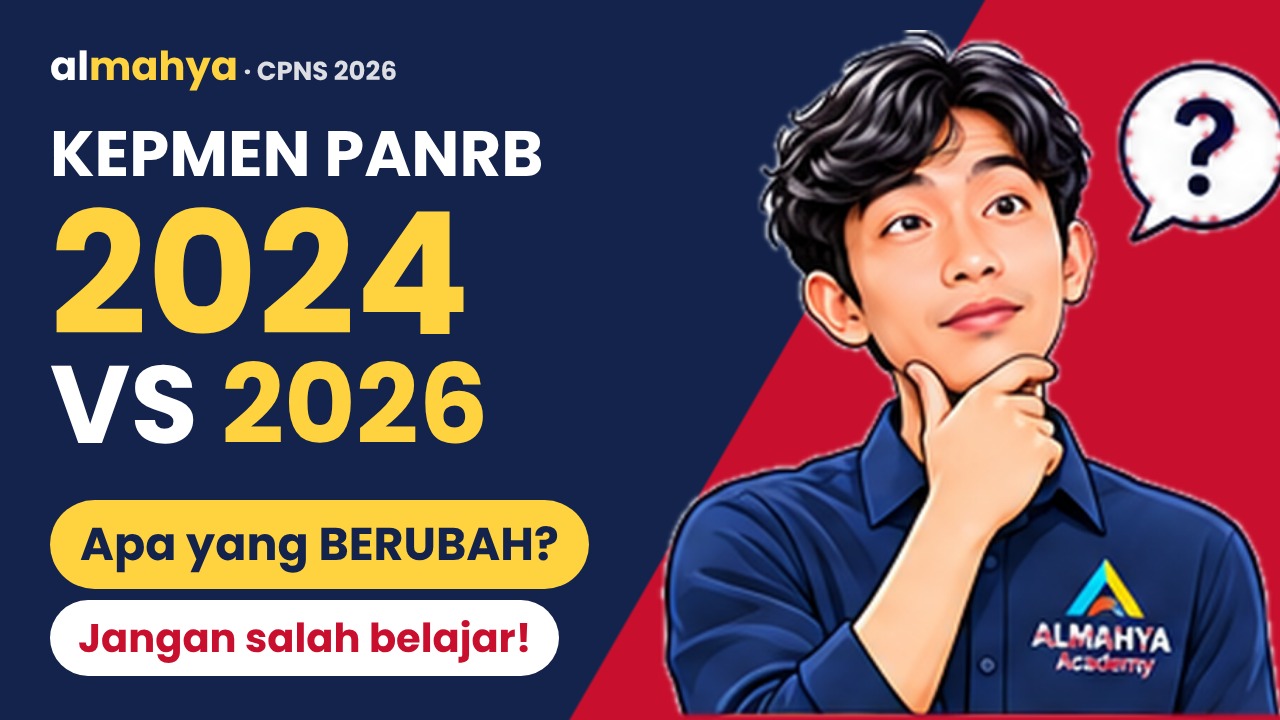 almahya · CPNS 2026
KEPMEN PANRB
2024
VS 2026
Apa yang BERUBAH?
Jangan salah belajar!
?
ALMAHYA
Academy